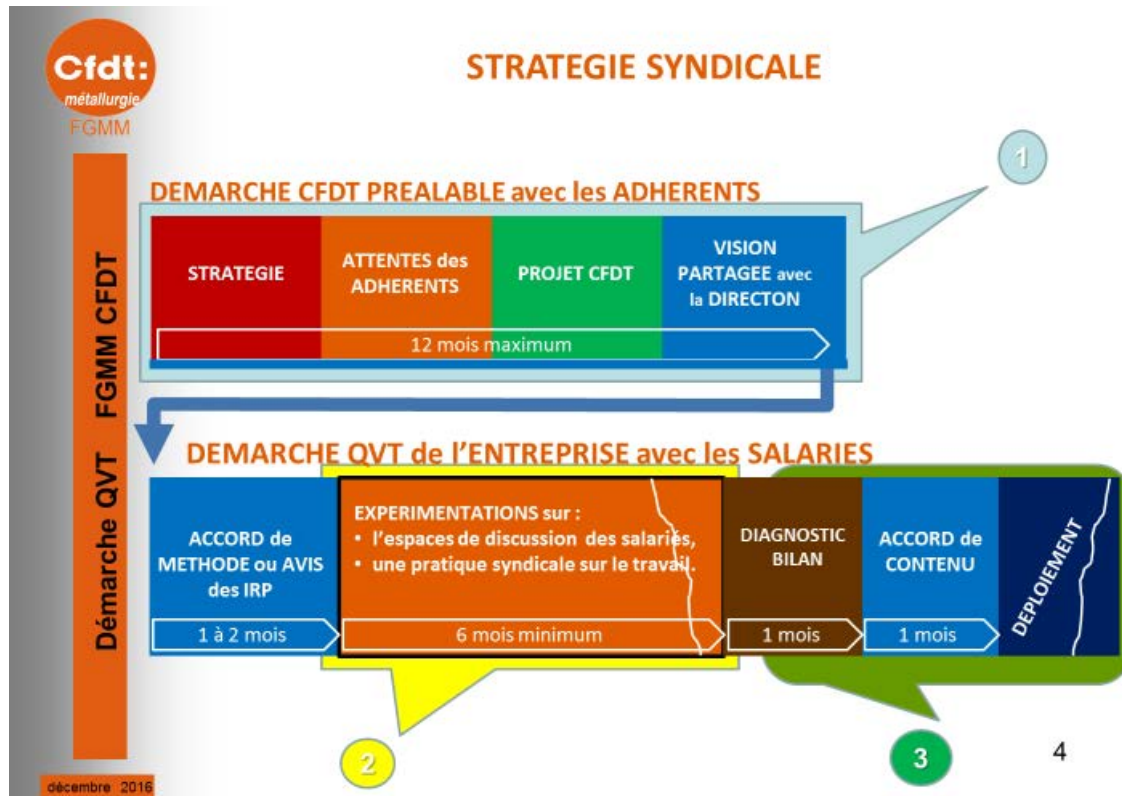 Cfdt:
métallurgie
FGMM
STRATEGIE SYNDICALE
1
DEMARCHE CFDT PREALABLE avec les ADHERENTS
STRATEGIE
ATTENTES des
ADHERENTS
PROJET CFDT
VISION
PARTAGEE avec
la DIRECTON
12 mois maximum
Démarche QVT FGMM CFDT
DEMARCHE QVT de l'ENTREPRISE avec les SALARIES
ACCORD de
METHODE ou AVIS
des IRP
1 à 2 mois
EXPERIMENTATIONS sur :
• l'espaces de discussion des salariés,
• une pratique syndicale sur le travail.
6 mois minimum
DIAGNOSTIC
BILAN
1 mois
ACCORD de
CONTENU
1 mois
DEPLOIEMENT
2
3
4
décembre 2016